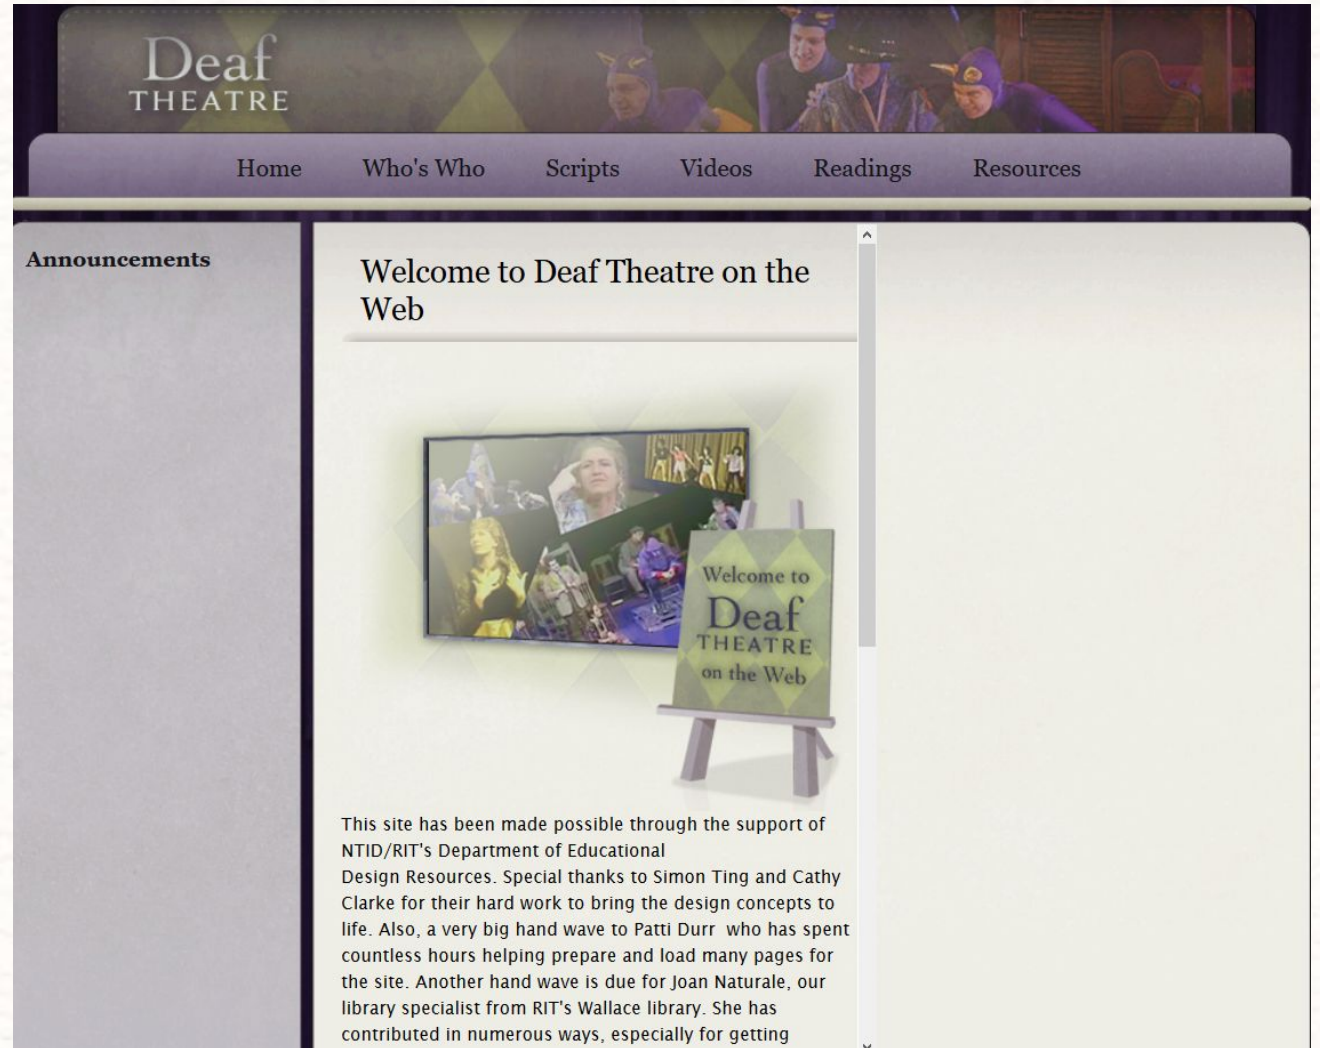 Deaf
THEATRE
Home Who's Who Scripts Videos Readings Resources
Announcements
Welcome to Deaf Theatre on the
Web
Welcome to
Deaf
THEATRE
on the Web
This site has been made possible through the support of
NTID/RIT's Department of Educational
Design Resources. Special thanks to Simon Ting and Cathy
Clarke for their hard work to bring the design concepts to
life. Also, a very big hand wave to Patti Durr  who has spent
countless hours helping prepare and load many pages for
the site. Another hand wave is due for Joan Naturale, our
library specialist from RIT's Wallace library. She has
contributed in numerous ways, especially for getting